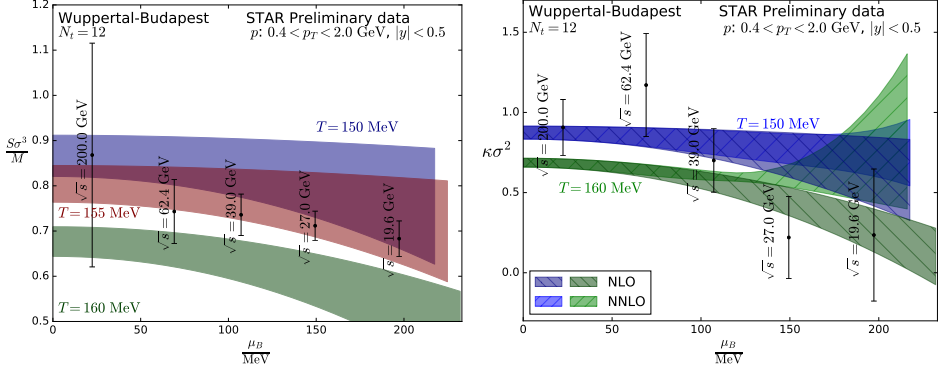 Wuppertal-Budapest
STAR Preliminary data
N_t = 12
p: 0.4 < p_T < 2.0 GeV, |y| < 0.5
1.2
1.1
1.0
0.9
0.8
0.7
0.6
0.5
Sσ³/M
T = 150 MeV
T = 155 MeV
T = 160 MeV
√s = 200.0 GeV
√s = 62.4 GeV
√s = 39.0 GeV
√s = 27.0 GeV
√s = 19.6 GeV
0
50
100
150
200
μ_B/MeV
Wuppertal-Budapest
STAR Preliminary data
N_t = 12
p: 0.4 < p_T < 2.0 GeV, |y| < 0.5
1.5
1.0
0.5
0.0
κσ²
T = 150 MeV
T = 160 MeV
√s = 200.0 GeV
√s = 62.4 GeV
√s = 39.0 GeV
√s = 27.0 GeV
√s = 19.6 GeV
NLO
NNLO
0
50
100
150
200
μ_B/MeV